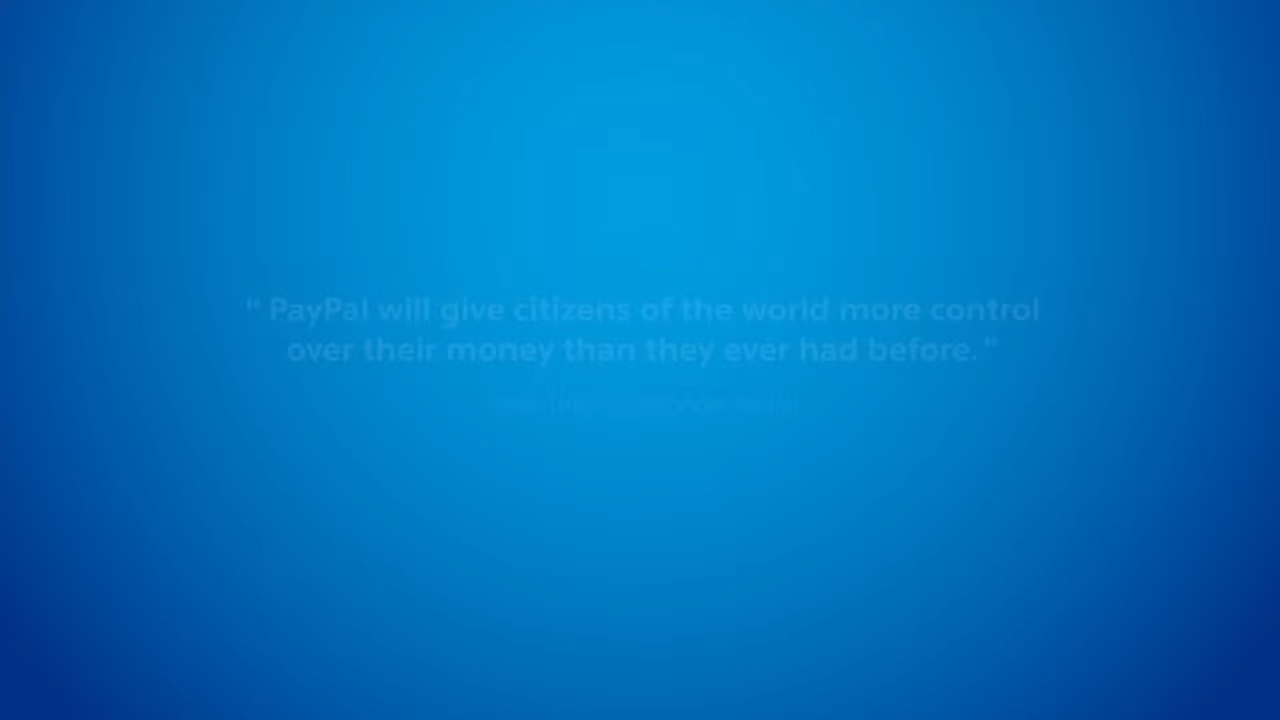 “ PayPal will give citizens of the world more control
over their money than they ever had before.”